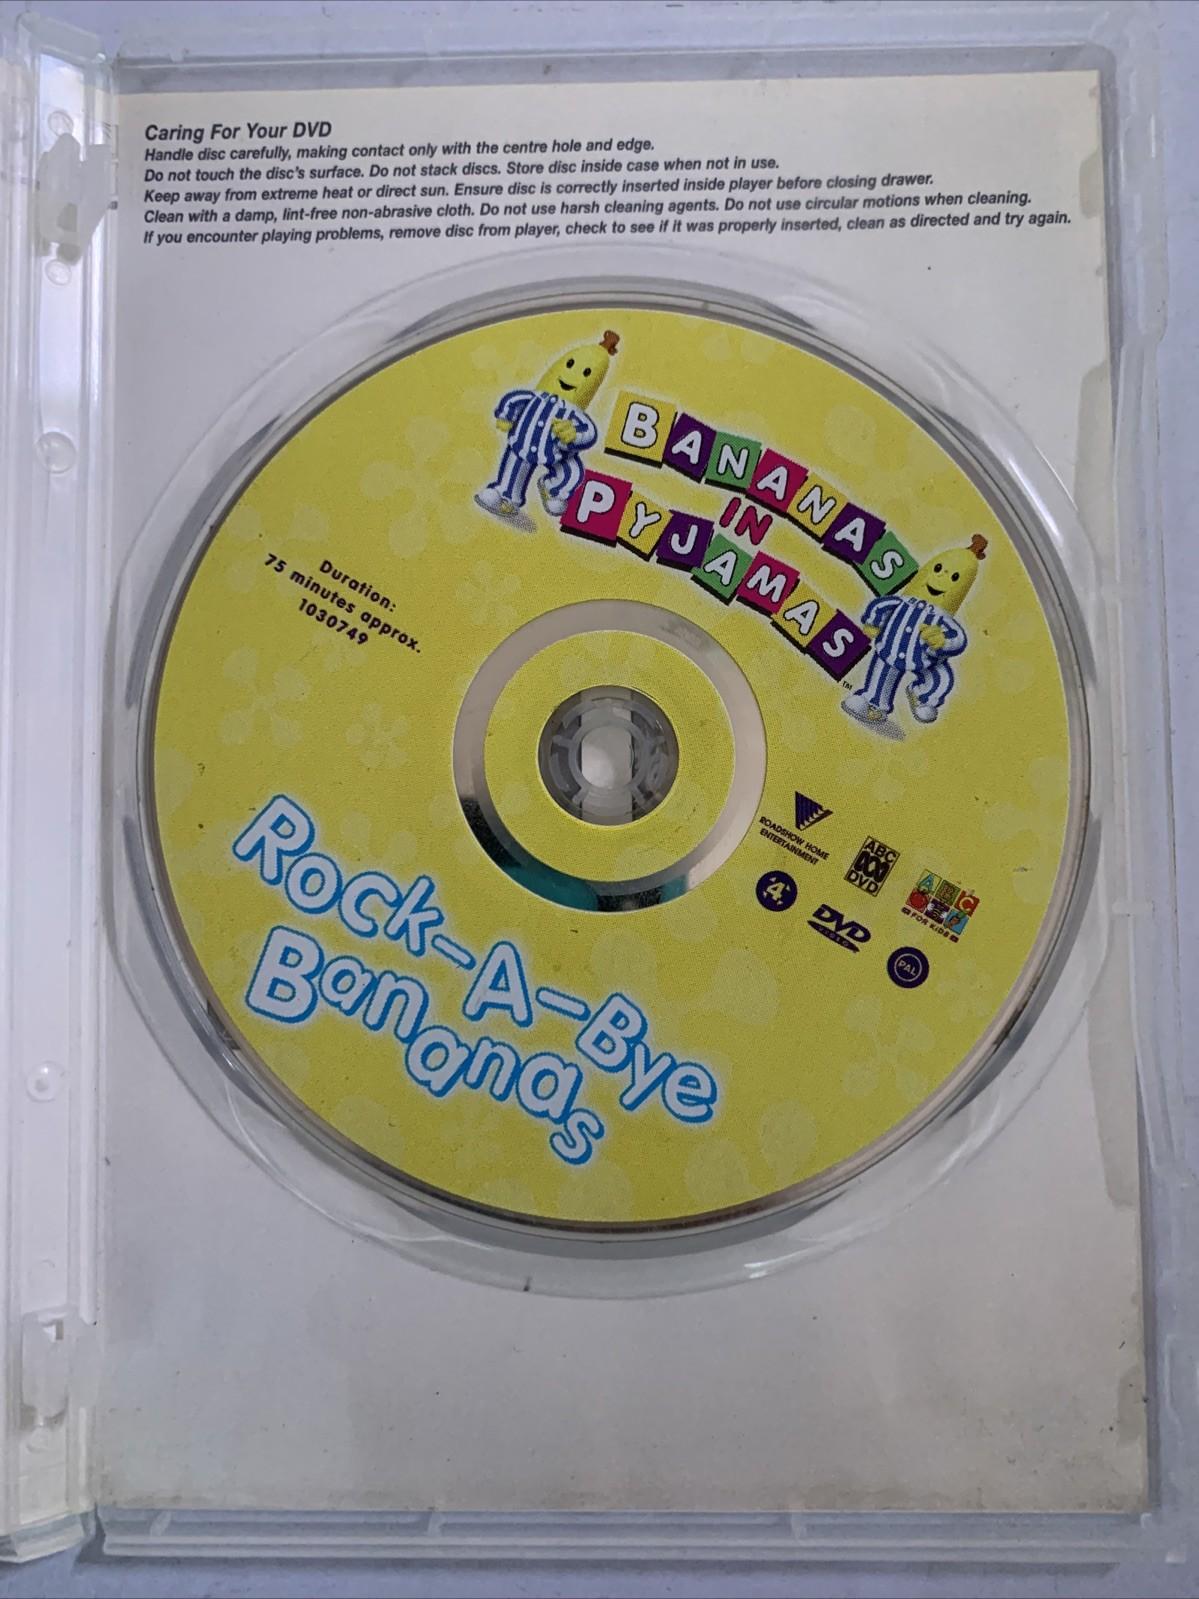 Caring For Your DVD
Handle disc carefully, making contact only with the centre hole and edge.
Do not touch the disc's surface. Do not stack discs. Store disc inside case when not in use.
Keep away from extreme heat or direct sun. Ensure disc is correctly inserted inside player before closing drawer.
Clean with a damp, lint-free non-abrasive cloth. Do not use harsh cleaning agents. Do not use circular motions when cleaning.
If you encounter playing problems, remove disc from player, check to see if it was properly inserted, clean as directed and try again.
BANANAS
IN
PYJAMAS
TM
Duration:
75 minutes approx.
1030749
ROADSHOW HOME
ENTERTAINMENT
ABC
DVD
ABC
FOR KIDS
4
DVD
VIDEO
PAL
Rock-A-Bye
Bananas